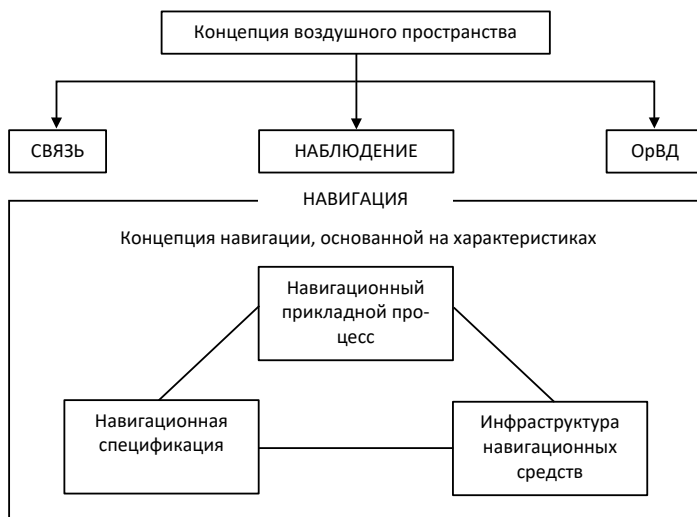 Концепция воздушного пространства
СВЯЗЬ
НАБЛЮДЕНИЕ
ОрВД
НАВИГАЦИЯ
Концепция навигации, основанной на характеристиках
Навигационный
прикладной про-
цесс
Навигационная
спецификация
Инфраструктура
навигационных
средств